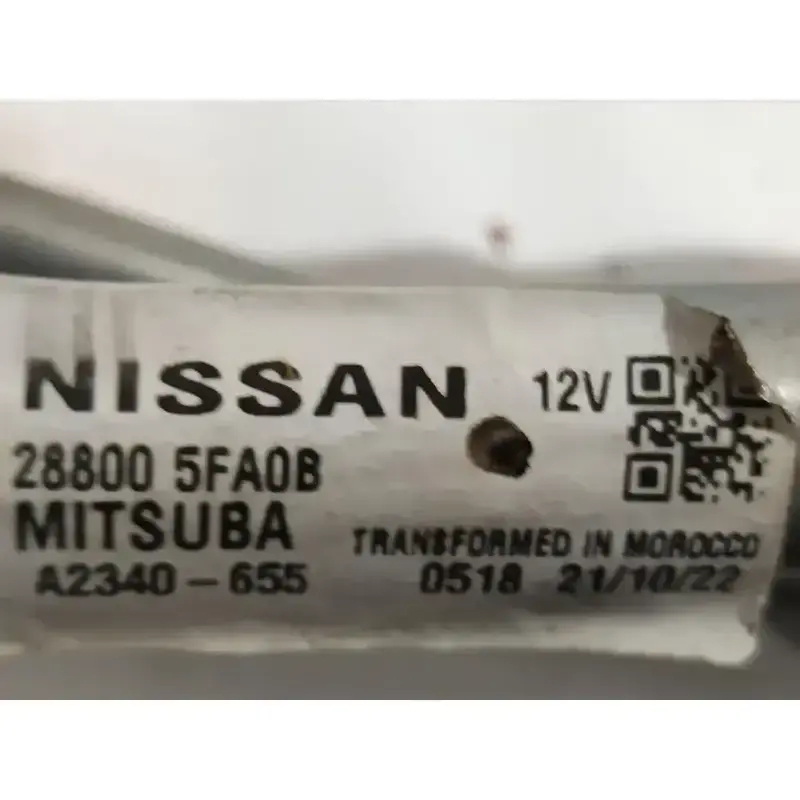 NISSAN 12V
28800 5FA0B
MITSUBA TRANSFORMED IN MOROCCO
A2340-655 0518 21/10/22